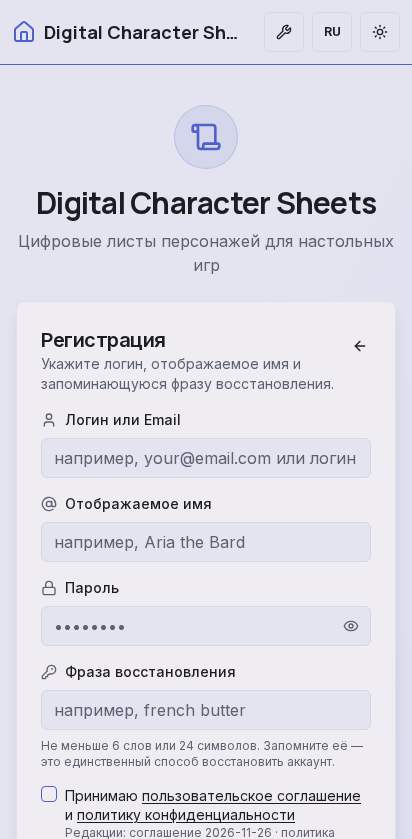 Digital Character Sh...
RU
Digital Character Sheets
Цифровые листы персонажей для настольных
игр
Регистрация
Укажите логин, отображаемое имя и
запоминающуюся фразу восстановления.
Логин или Email
например, your@email.com или логин
Отображаемое имя
например, Aria the Bard
Пароль
••••••••
Фраза восстановления
например, french butter
Не меньше 6 слов или 24 символов. Запомните её —
это единственный способ восстановить аккаунт.
Принимаю пользовательское соглашение
и политику конфиденциальности
Редакции: соглашение 2026-11-26 · политика